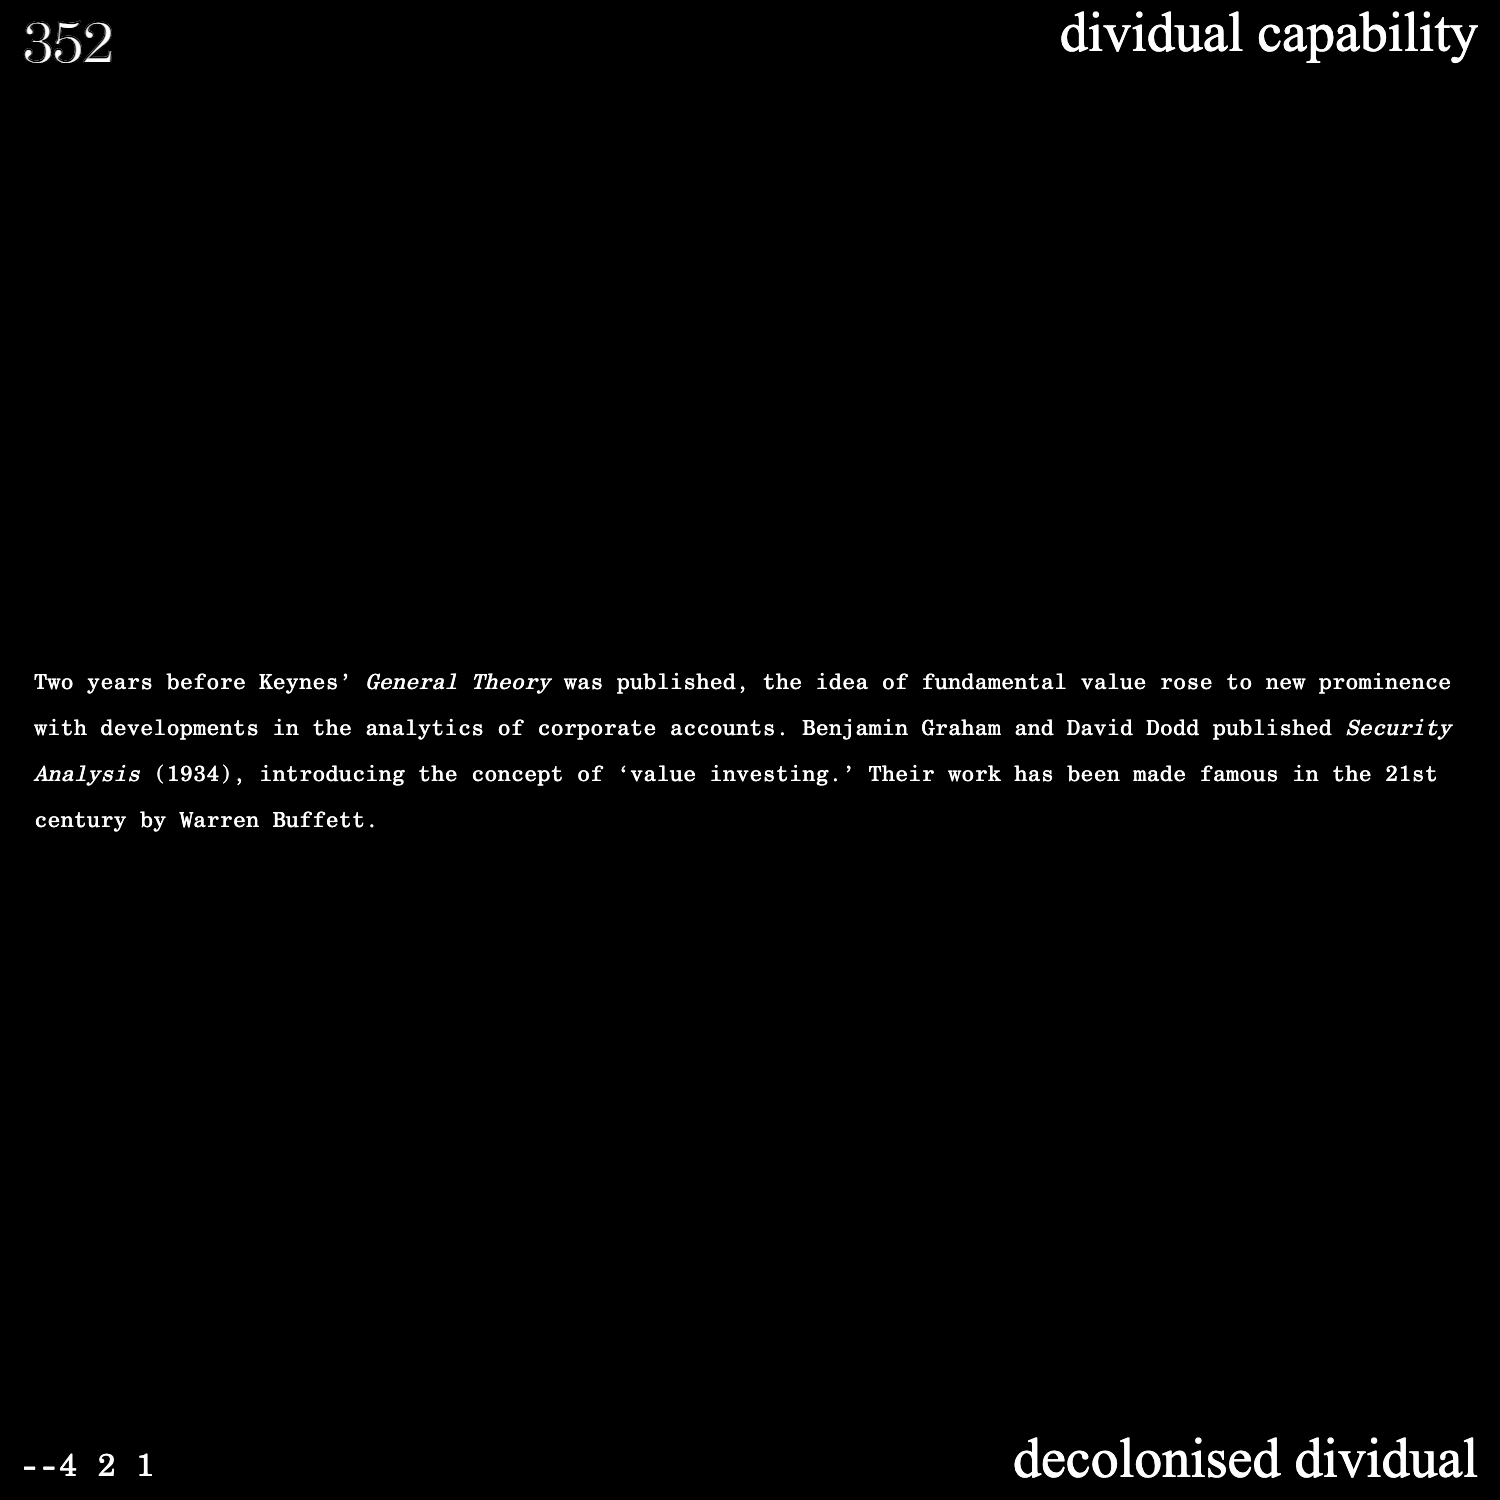 352
dividual capability
Two years before Keynes’ General Theory was published, the idea of fundamental value rose to new prominence
with developments in the analytics of corporate accounts. Benjamin Graham and David Dodd published Security
Analysis (1934), introducing the concept of ‘value investing.’ Their work has been made famous in the 21st
century by Warren Buffett.
--4 2 1
decolonised dividual